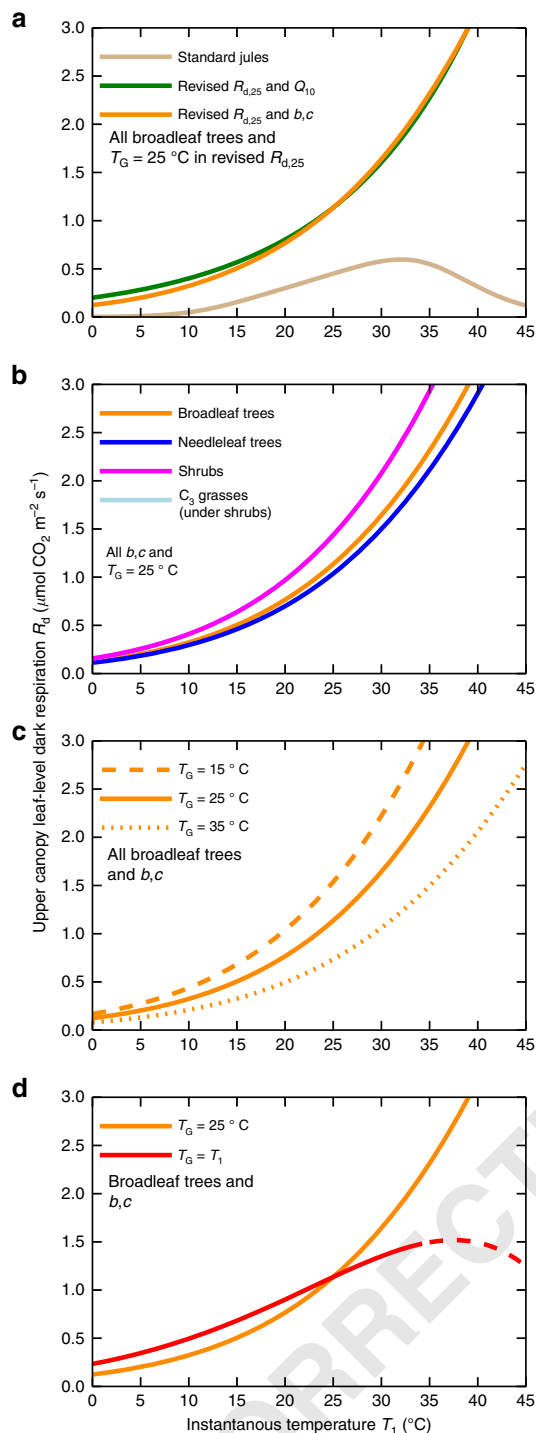 a
3.0
2.5
2.0
1.5
1.0
0.5
0.0
Standard jules
Revised Rd,25 and Q10
Revised Rd,25 and b,c
All broadleaf trees and
TG = 25 °C in revised Rd,25
0 5 10 15 20 25 30 35 40 45
b
3.0
2.5
2.0
1.5
1.0
0.5
0.0
Broadleaf trees
Needleleaf trees
Shrubs
C3 grasses
(under shrubs)
All b,c and
TG = 25 ° C
0 5 10 15 20 25 30 35 40 45
Upper canopy leaf-level dark respiration Rd (μmol CO2 m−2 s−1)
c
3.0
2.5
2.0
1.5
1.0
0.5
0.0
TG = 15 ° C
TG = 25 ° C
TG = 35 ° C
All broadleaf trees
and b,c
0 5 10 15 20 25 30 35 40 45
d
3.0
2.5
2.0
1.5
1.0
0.5
0.0
TG = 25 ° C
TG = T1
Broadleaf trees and
b,c
0 5 10 15 20 25 30 35 40 45
Instantanous temperature T1 (°C)
ORRECT